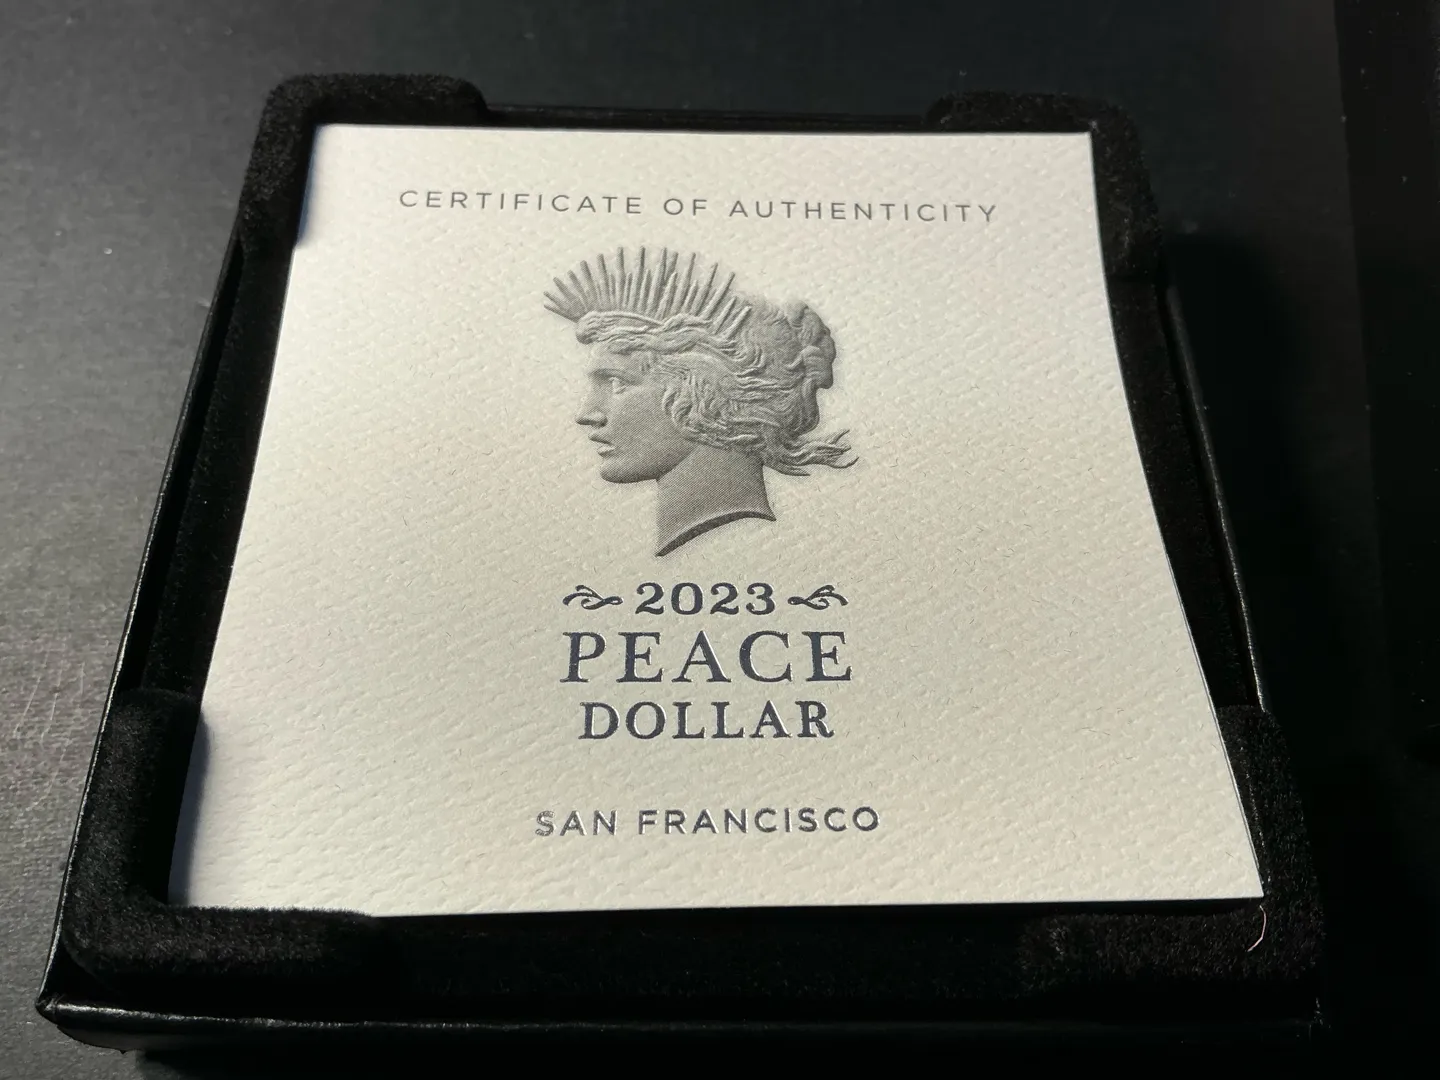 CERTIFICATE OF AUTHENTICITY
2023
PEACE
DOLLAR
SAN FRANCISCO